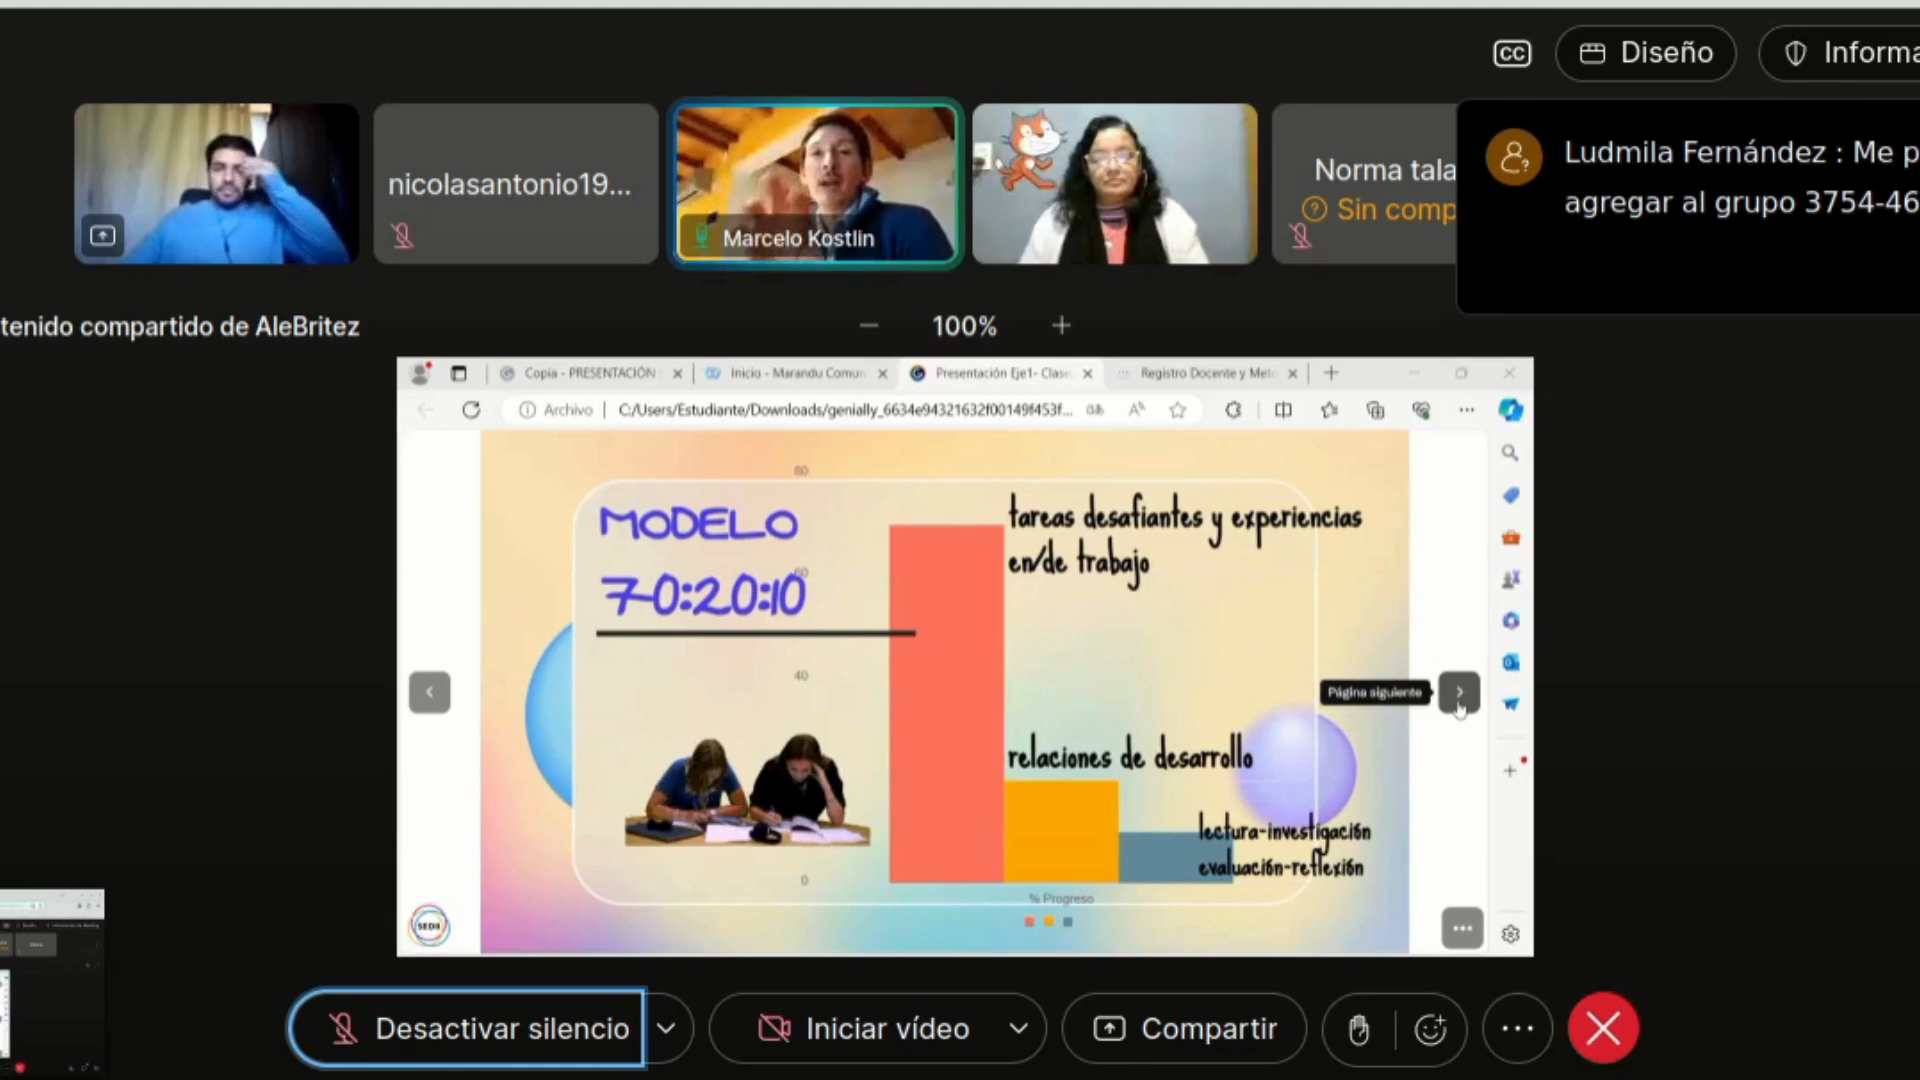 CC
Diseño
Informa
nicolasantonio19...
Marcelo Kostlin
Norma tala
Sin comp
Ludmila Fernández : Me p
agregar al grupo 3754-46
tenido compartido de AleBritez
100%
Copia - PRESENTACIÓN
Inicio - Marandu Comun
Presentación Eje1- Clase
Registro Docente y Met
Archivo
C:/Users/Estudiante/Downloads/genially_6634e94321632f00149f453f...
80
MODELO
tareas desafiantes y experiencias
en/de trabajo
60
70:20:10
40
Página siguiente
relaciones de desarrollo
lectura-investigación
evaluación-reflexión
0
% Progreso
SEDII
Desactivar silencio
Iniciar vídeo
Compartir